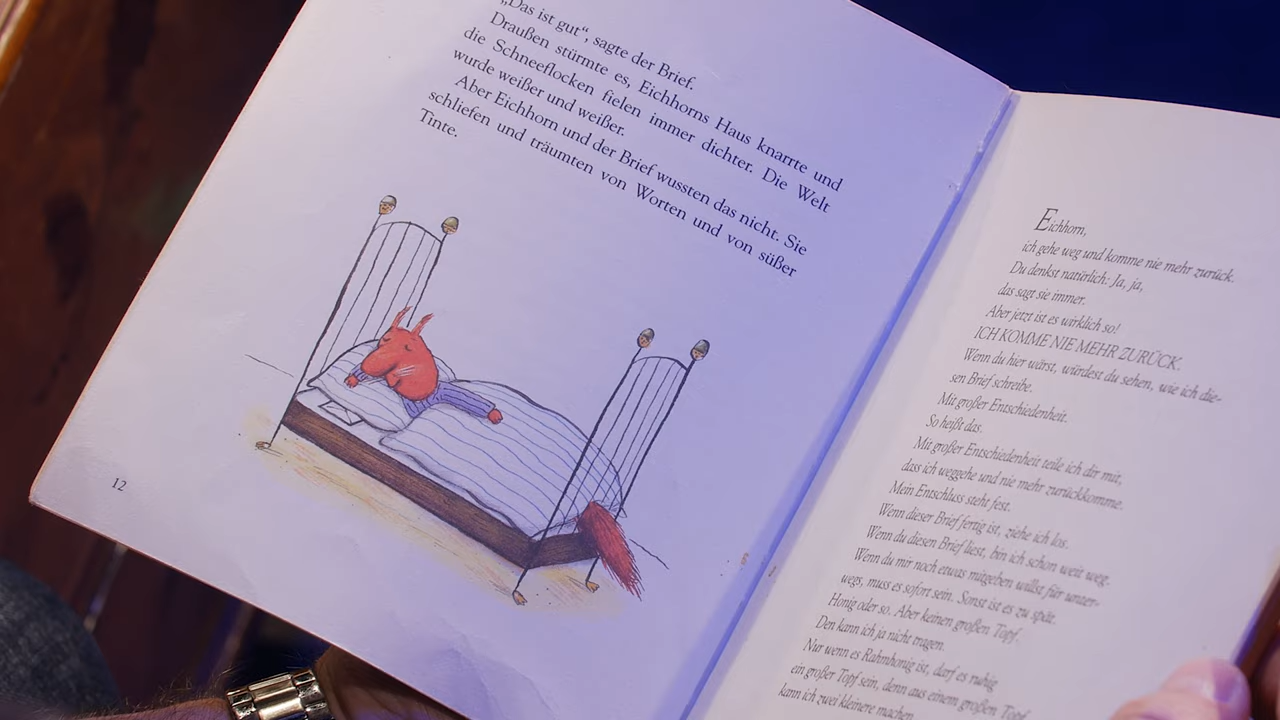 „Das ist gut“, sagte der Brief.
Draußen stürmte es, Eichhorns Haus knarrte und
die Schneeflocken fielen immer dichter. Die Welt
wurde weißer und weißer.
Aber Eichhorn und der Brief wussten das nicht. Sie
schliefen und träumten von Worten und von süßer
Tinte.
12
Eichhorn,
ich gehe weg und komme nie mehr zurück.
Du denkst natürlich: Ja, ja,
das sagt sie immer.
Aber jetzt ist es wirklich so!
ICH KOMME NIE MEHR ZURÜCK.
Wenn du hier wärst, würdest du sehen, wie ich die-
sen Brief schreibe.
Mit großer Entschiedenheit.
So heißt das.
Mit großer Entschiedenheit teile ich dir mit,
dass ich weggehe und nie mehr zurückkomme.
Mein Entschluss steht fest.
Wenn dieser Brief fertig ist, ziehe ich los.
Wenn du diesen Brief liest, bin ich schon weit weg.
Wenn du mir noch etwas mitgeben willst für unter-
wegs, muss es sofort sein. Sonst ist es zu spät.
Honig oder so. Aber keinen großen Topf.
Den kann ich ja nicht tragen.
Nur wenn es Rahmhonig ist, darf es ruhig
ein großer Topf sein, denn aus einem großen Topf
kann ich zwei kleinere machen.